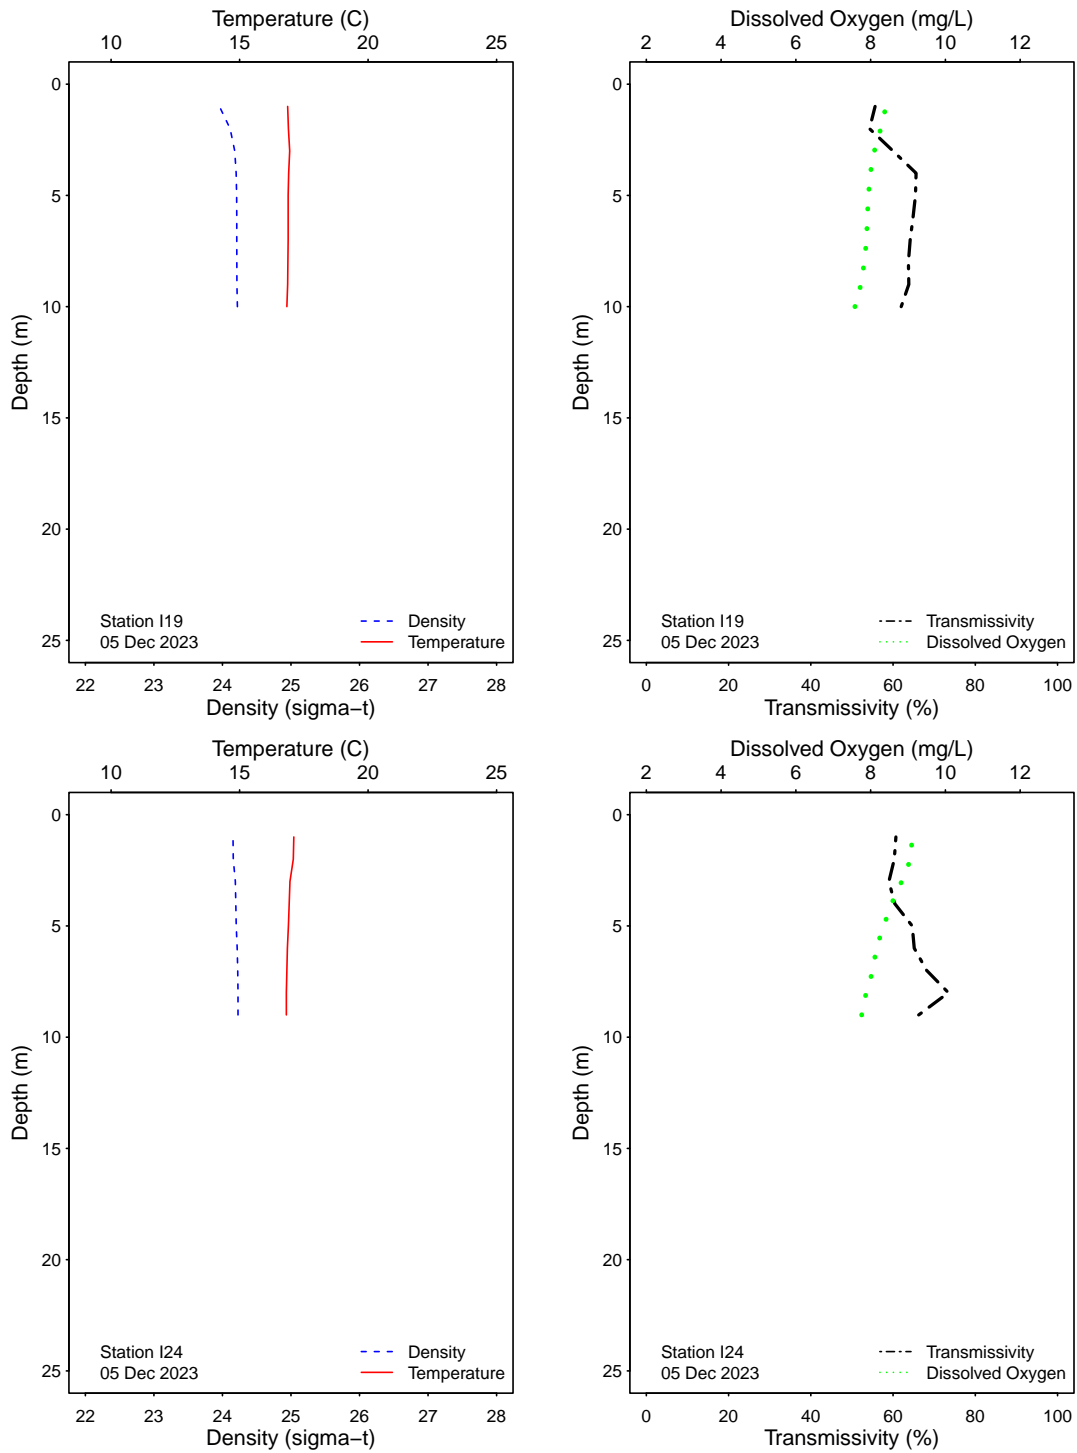 Temperature (C)
10 15 20 25
0
5
10
15
20
25
Depth (m)
Station I19
05 Dec 2023
Density
Temperature
22 23 24 25 26 27 28
Density (sigma−t)
Dissolved Oxygen (mg/L)
2 4 6 8 10 12
0
5
10
15
20
25
Depth (m)
Station I19
05 Dec 2023
Transmissivity
Dissolved Oxygen
0 20 40 60 80 100
Transmissivity (%)
Temperature (C)
10 15 20 25
0
5
10
15
20
25
Depth (m)
Station I24
05 Dec 2023
Density
Temperature
22 23 24 25 26 27 28
Density (sigma−t)
Dissolved Oxygen (mg/L)
2 4 6 8 10 12
0
5
10
15
20
25
Depth (m)
Station I24
05 Dec 2023
Transmissivity
Dissolved Oxygen
0 20 40 60 80 100
Transmissivity (%)